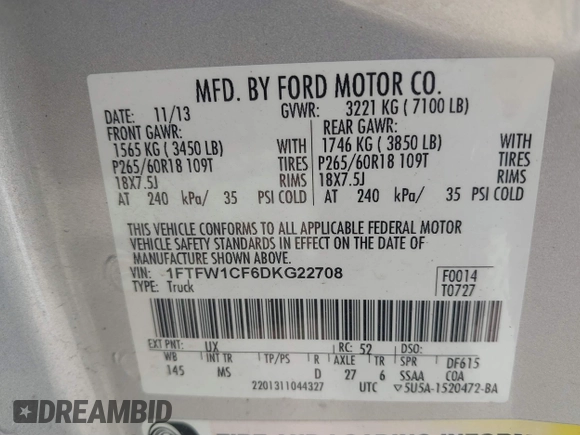 MFD. BY FORD MOTOR CO.
DATE: 11/13 GVWR: 3221 KG ( 7100 LB)
FRONT GAWR: REAR GAWR:
1565 KG ( 3450 LB) WITH 1746 KG ( 3850 LB) WITH
P265/60R18 109T TIRES P265/60R18 109T TIRES
18X7.5J RIMS 18X7.5J RIMS
AT 240 kPa/ 35 PSI COLD AT 240 kPa/ 35 PSI COLD
THIS VEHICLE CONFORMS TO ALL APPLICABLE FEDERAL MOTOR
VEHICLE SAFETY STANDARDS IN EFFECT ON THE DATE OF
MANUFACTURE SHOWN ABOVE.
VIN: 1FTFW1CF6DKG22708 F0014
TYPE: Truck T0727
EXT PNT: UX RC: 52 DSO:
WB INT TR TP/PS R AXLE TR SPR DF615
145 MS D 27 6 SSAA COA
2201311044327 UTC 5U5A-1520472-BA
DREAMBID